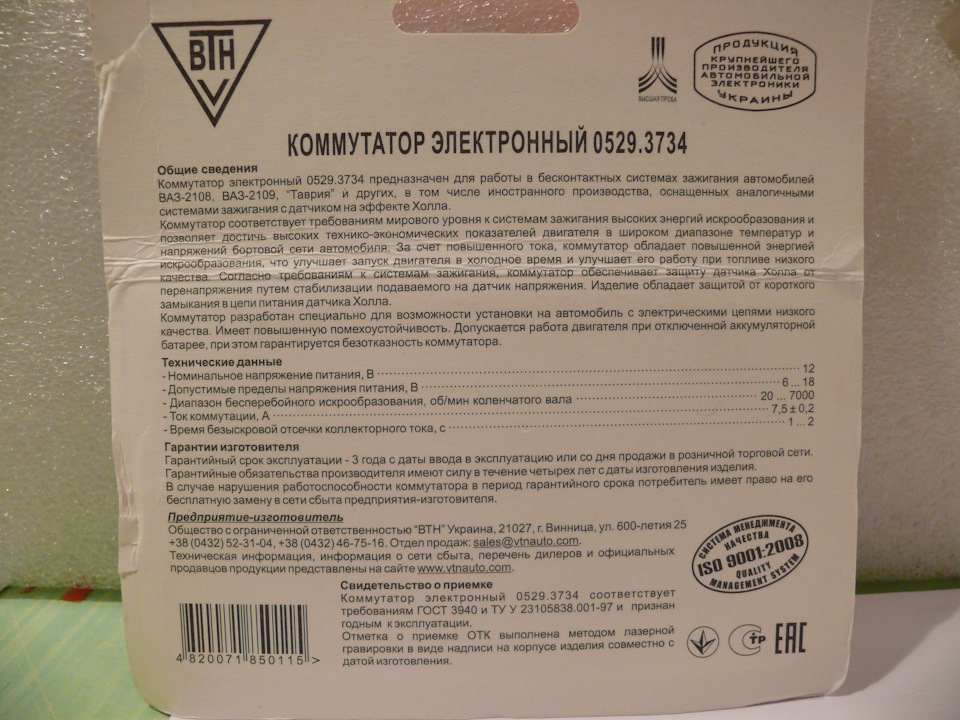 ВТН
ВЫСШАЯ ПРОБА
ПРОДУКЦИЯ
КРУПНЕЙШЕГО
ПРОИЗВОДИТЕЛЯ
АВТОМОБИЛЬНОЙ
ЭЛЕКТРОНИКИ
УКРАИНЫ
КОММУТАТОР ЭЛЕКТРОННЫЙ 0529.3734
Общие сведения
Коммутатор электронный 0529.3734 предназначен для работы в бесконтактных системах зажигания автомобилей
ВАЗ-2108, ВАЗ-2109, "Таврия" и других, в том числе иностранного производства, оснащенных аналогичными
системами зажигания с датчиком на эффекте Холла.
Коммутатор соответствует требованиям мирового уровня к системам зажигания высоких энергий искрообразования и
позволяет достичь высоких технико-экономических показателей двигателя в широком диапазоне температур и
напряжений бортовой сети автомобиля. За счет повышенного тока, коммутатор обладает повышенной энергией
искрообразования, что улучшает запуск двигателя в холодное время и улучшает его работу при топливе низкого
качества. Согласно требованиям к системам зажигания, коммутатор обеспечивает защиту датчика Холла от
перенапряжения путем стабилизации подаваемого на датчик напряжения. Изделие обладает защитой от короткого
замыкания в цепи питания датчика Холла.
Коммутатор разработан специально для возможности установки на автомобиль с электрическими цепями низкого
качества. Имеет повышенную помехоустойчивость. Допускается работа двигателя при отключенной аккумуляторной
батарее, при этом гарантируется безотказность коммутатора.
Технические данные
- Номинальное напряжение питания, В 12
- Допустимые пределы напряжения питания, В 6 ... 18
- Диапазон бесперебойного искрообразования, об/мин коленчатого вала 20 ... 7000
- Ток коммутации, А 7,5 ± 0,2
- Время безыскровой отсечки коллекторного тока, с 1 ... 2
Гарантии изготовителя
Гарантийный срок эксплуатации - 3 года с даты ввода в эксплуатацию или со дня продажи в розничной торговой сети.
Гарантийные обязательства производителя имеют силу в течение четырех лет с даты изготовления изделия.
В случае нарушения работоспособности коммутатора в период гарантийного срока потребитель имеет право на его
бесплатную замену в сети сбыта предприятия-изготовителя.
Предприятие-изготовитель
Общество с ограниченной ответственностью "ВТН" Украина, 21027, г. Винница, ул. 600-летия 25
+38 (0432) 52-31-04, +38 (0432) 46-75-16. Отдел продаж: sales@vtnauto.com.
Техническая информация, информация о сети сбыта, перечень дилеров и официальных
продавцов продукции представлены на сайте www.vtnauto.com.
СИСТЕМА МЕНЕДЖМЕНТА
КАЧЕСТВА
ISO 9001:2008
QUALITY
MANAGEMENT SYSTEM
Свидетельство о приемке
Коммутатор электронный 0529.3734 соответствует
требованиям ГОСТ 3940 и ТУ У 23105838.001-97 и признан
годным к эксплуатации.
Отметка о приемке ОТК выполнена методом лазерной
гравировки в виде надписи на корпусе изделия совместно с
датой изготовления.
4 820071 850115 >
ТР
EAC